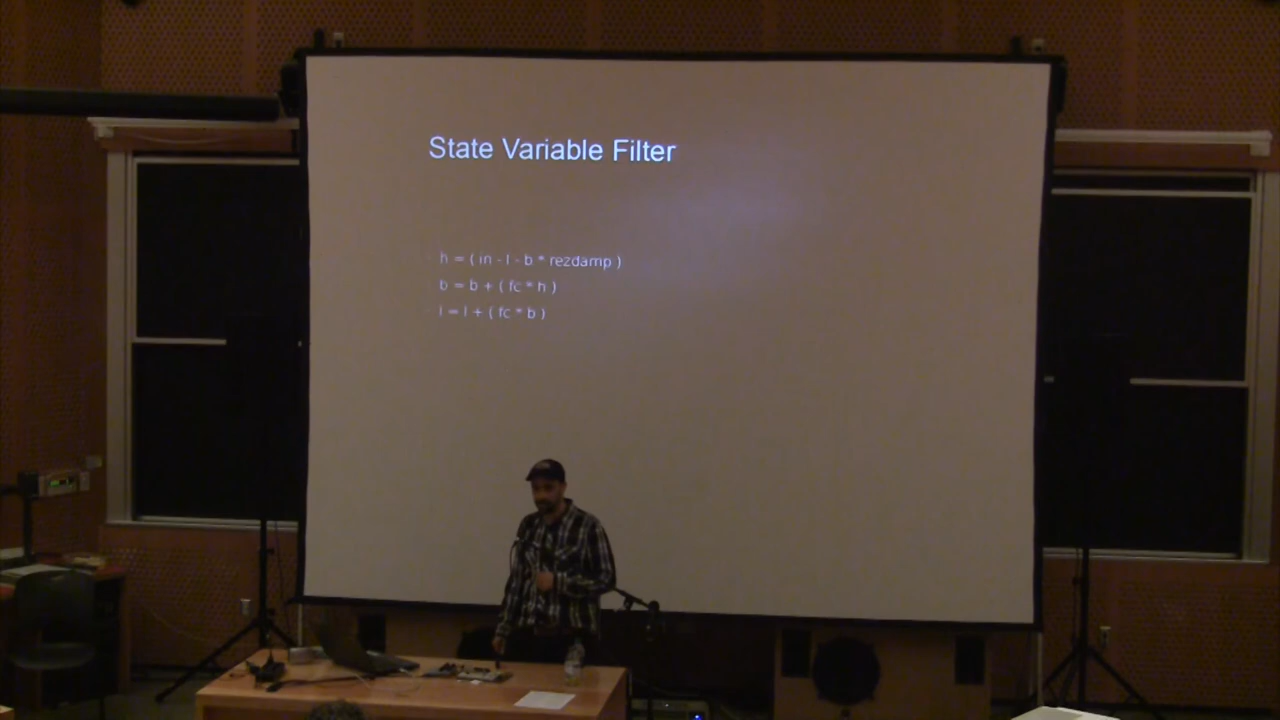 State Variable Filter
h = ( in - l - b * rezdamp )
b = b + ( fc * h )
l = l + ( fc * b )